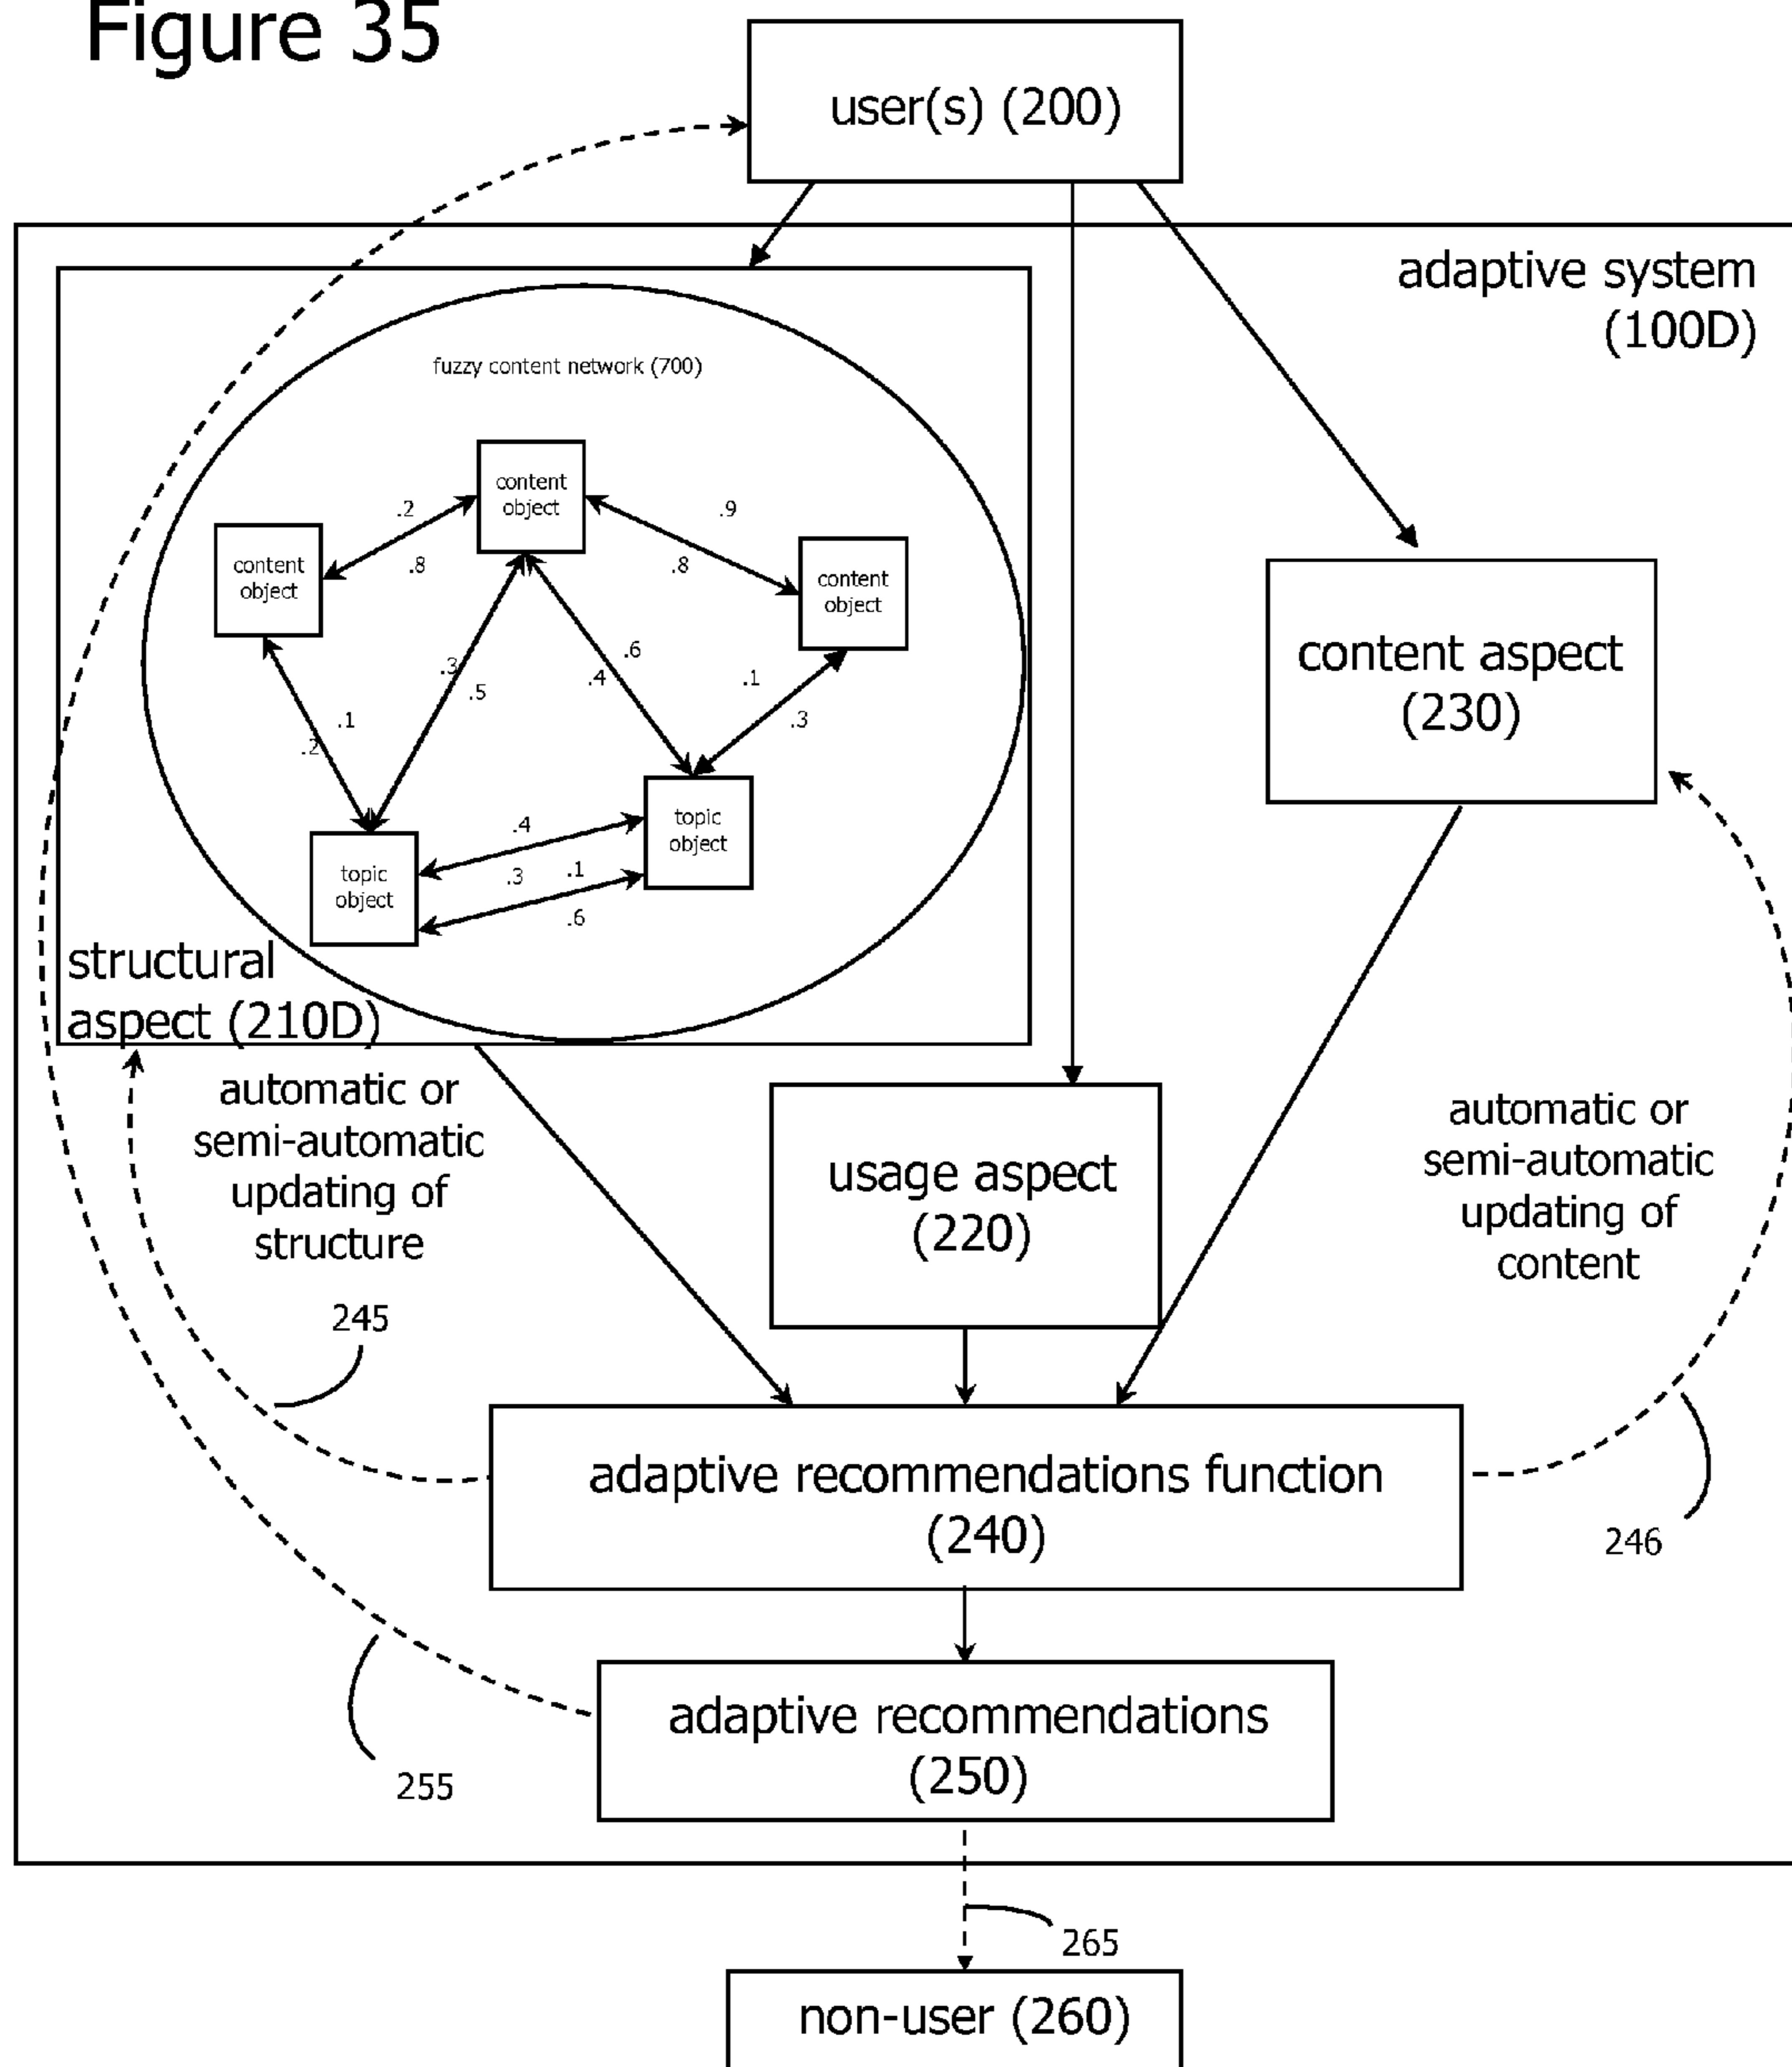 Figure 35
user(s) (200)
adaptive system
(100D)
fuzzy content network (700)
content
object
.2
.9
content
object
.8
.8
content
object
.3
.5
.6
.4
.1
.3
.1
.2
topic
object
.4
topic
object
.3
.1
.6
structural
aspect (210D)
content aspect
(230)
automatic or
semi-automatic
updating of
structure
usage aspect
(220)
automatic or
semi-automatic
updating of
content
245
adaptive recommendations function
(240)
246
adaptive recommendations
(250)
255
265
non-user (260)